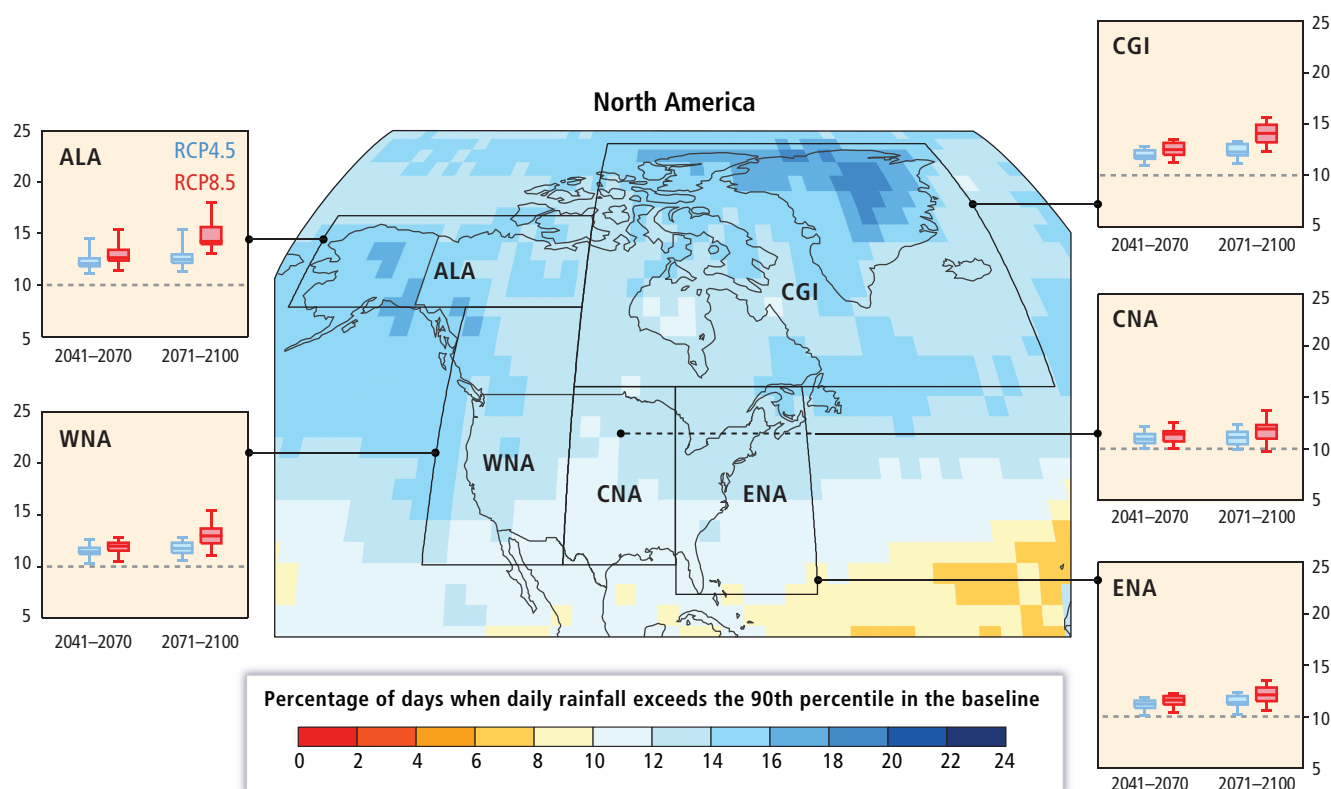 North America
ALA
RCP4.5
RCP8.5
25
20
15
10
5
2041–2070 2071–2100
WNA
25
20
15
10
5
2041–2070 2071–2100
ALA
CGI
WNA
CNA
ENA
CGI
25
20
15
10
5
2041–2070 2071–2100
CNA
25
20
15
10
5
2041–2070 2071–2100
ENA
25
20
15
10
5
2041–2070 2071–2100
Percentage of days when daily rainfall exceeds the 90th percentile in the baseline
0 2 4 6 8 10 12 14 16 18 20 22 24